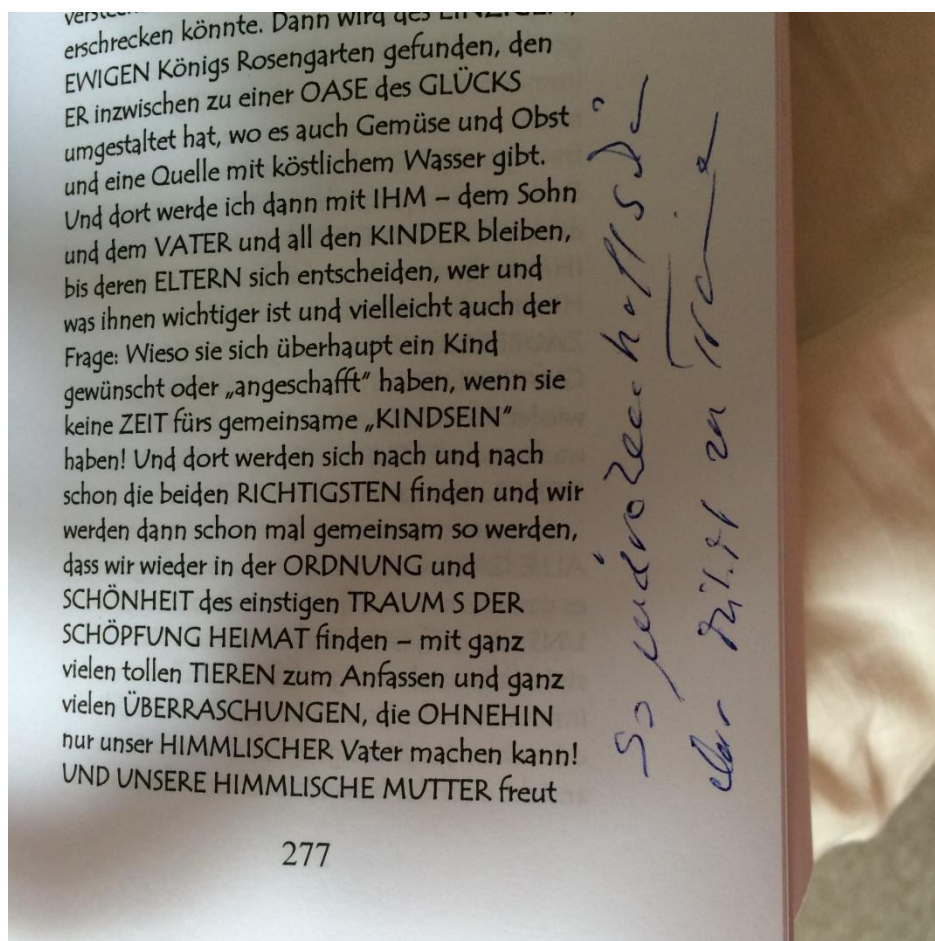 erschrecken könnte. Dann wird des EINZIGEN,
EWIGEN Königs Rosengarten gefunden, den
ER inzwischen zu einer OASE des GLÜCKS
umgestaltet hat, wo es auch Gemüse und Obst
und eine Quelle mit köstlichem Wasser gibt.
Und dort werde ich dann mit IHM – dem Sohn
und dem VATER und all den KINDER bleiben,
bis deren ELTERN sich entscheiden, wer und
was ihnen wichtiger ist und vielleicht auch der
Frage: Wieso sie sich überhaupt ein Kind
gewünscht oder „angeschafft“ haben, wenn sie
keine ZEIT fürs gemeinsame „KINDSEIN“
haben! Und dort werden sich nach und nach
schon die beiden RICHTIGSTEN finden und wir
werden dann schon mal gemeinsam so werden,
dass wir wieder in der ORDNUNG und
SCHÖNHEIT des einstigen TRAUM S DER
SCHÖPFUNG HEIMAT finden – mit ganz
vielen tollen TIEREN zum Anfassen und ganz
vielen ÜBERRASCHUNGEN, die OHNEHIN
nur unser HIMMLISCHER Vater machen kann!
UND UNSERE HIMMLISCHE MUTTER freut
277
So